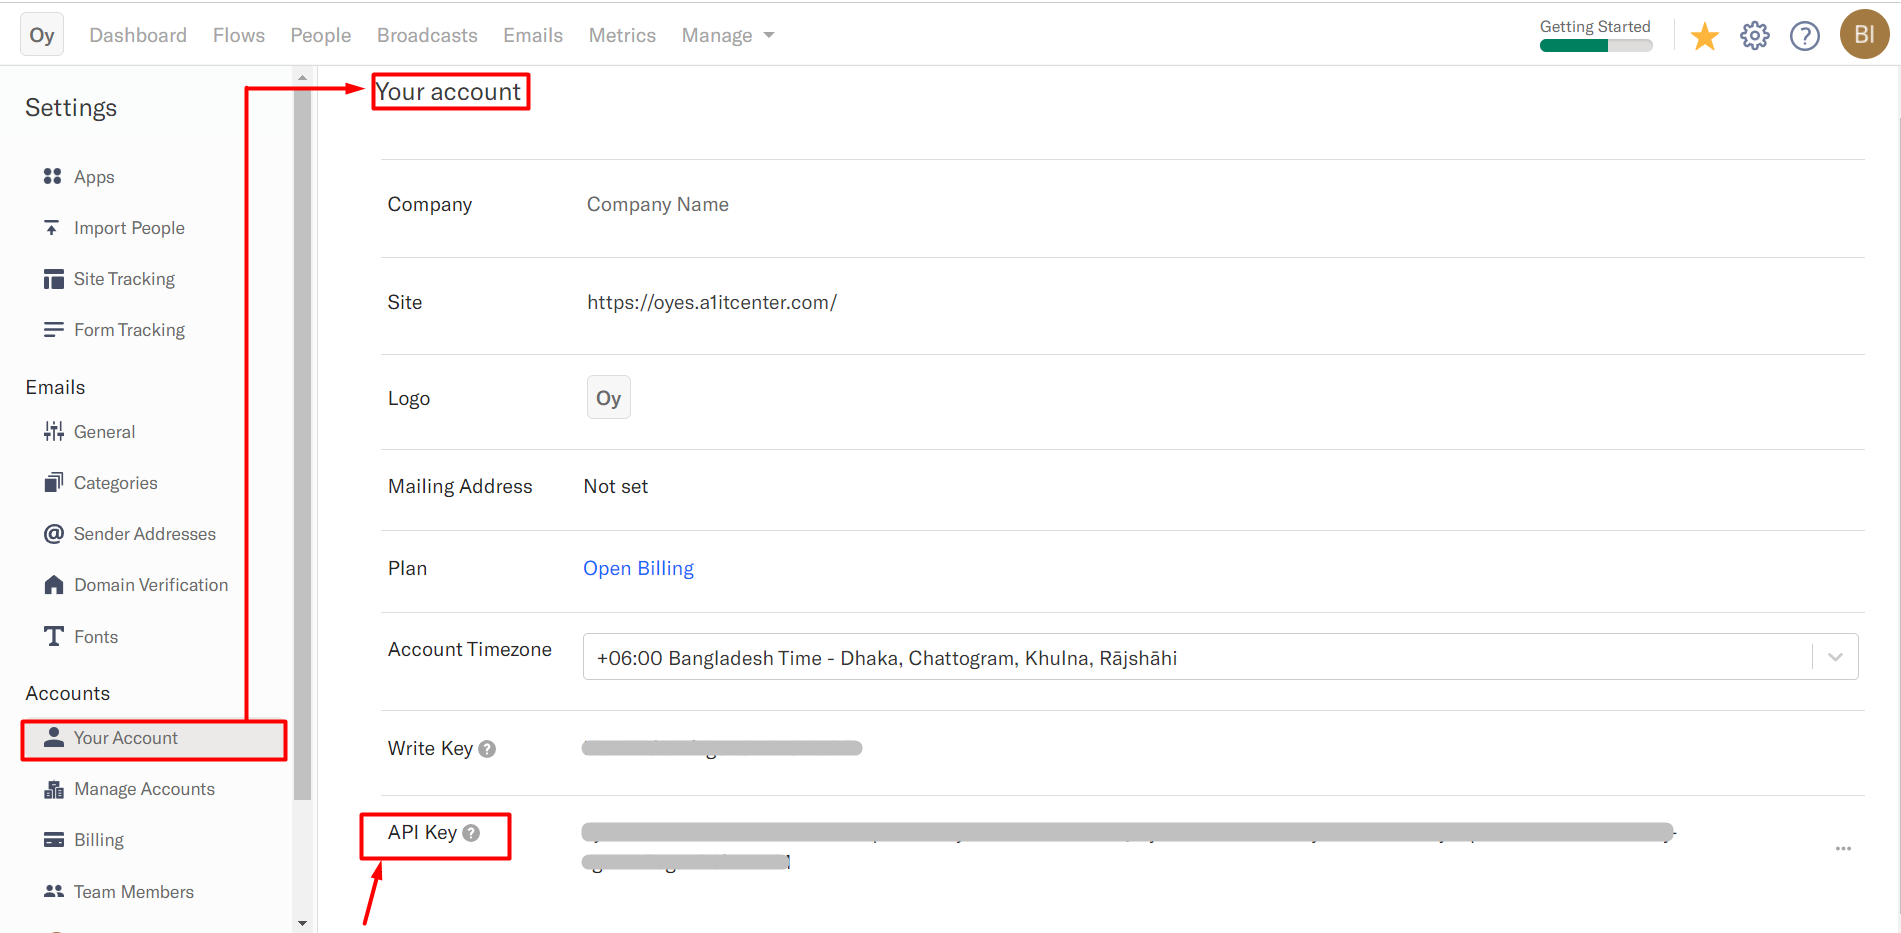 Oy Dashboard Flows People Broadcasts Emails Metrics Manage Getting Started ? BI
Settings
Apps
Import People
Site Tracking
Form Tracking
Emails
General
Categories
@ Sender Addresses
Domain Verification
Fonts
Accounts
Your Account
Manage Accounts
Billing
Team Members
Your account
Company Company Name
Site https://oyes.a1itcenter.com/
Logo Oy
Mailing Address Not set
Plan Open Billing
Account Timezone +06:00 Bangladesh Time - Dhaka, Chattogram, Khulna, Rājshāhi
Write Key ?
API Key ?